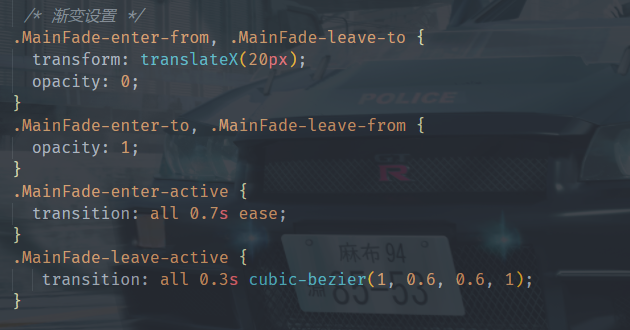 /* 渐变设置 */
.MainFade-enter-from, .MainFade-leave-to {
transform: translateX(20px);
opacity: 0;
}
.MainFade-enter-to, .MainFade-leave-from {
opacity: 1;
}
.MainFade-enter-active {
transition: all 0.7s ease;
}
.MainFade-leave-active {
transition: all 0.3s cubic-bezier(1, 0.6, 0.6, 1);
}
POLICE
R
麻布 94